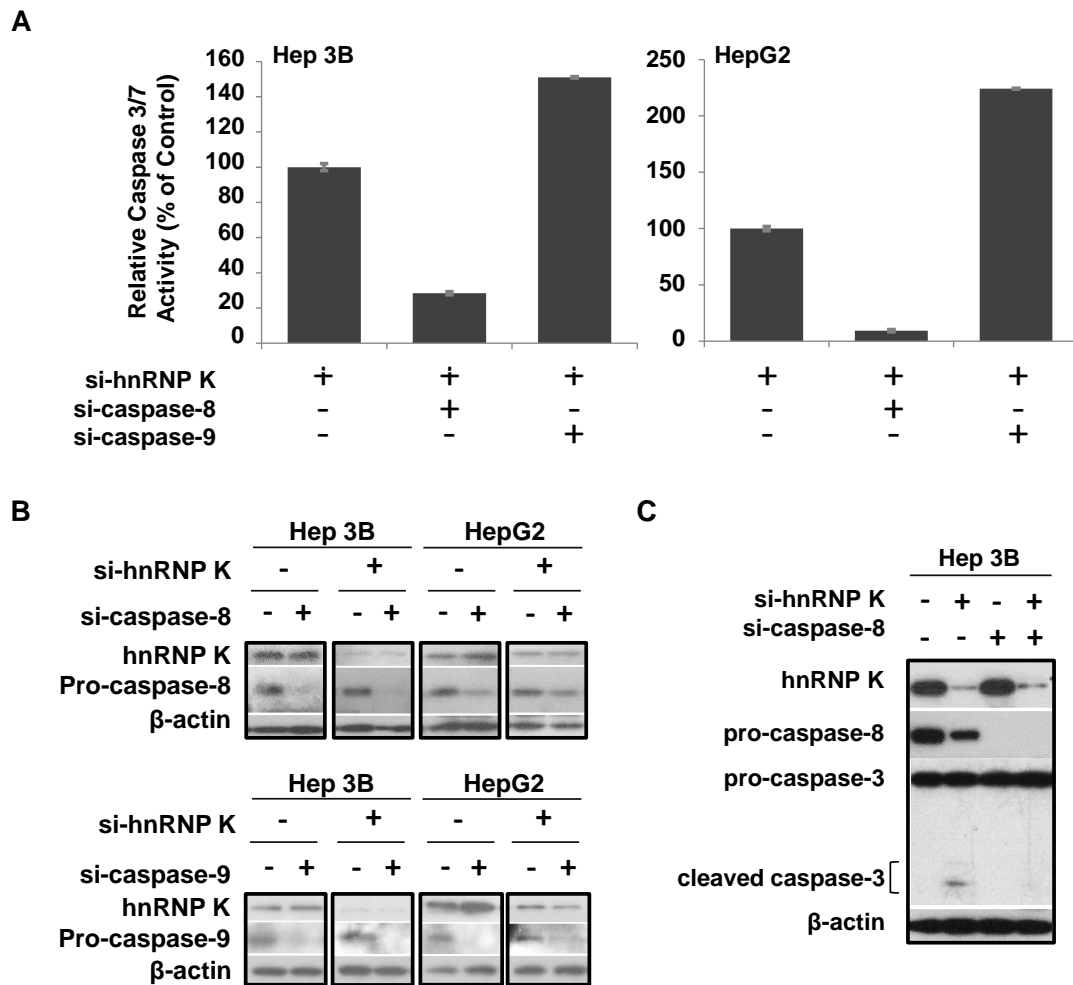 A
Relative Caspase 3/7
Activity (% of Control)
Hep 3B
160
140
120
100
80
60
40
20
0
HepG2
250
200
150
100
50
0
si-hnRNP K + + + + + +
si-caspase-8 - + - - + -
si-caspase-9 - - + - - +
B
Hep 3B HepG2
si-hnRNP K - + - +
si-caspase-8 - + - + - + - +
hnRNP K
Pro-caspase-8
β-actin
Hep 3B HepG2
si-hnRNP K - + - +
si-caspase-9 - + - + - + - +
hnRNP K
Pro-caspase-9
β-actin
C
Hep 3B
si-hnRNP K - + - +
si-caspase-8 - - + +
hnRNP K
pro-caspase-8
pro-caspase-3
cleaved caspase-3
β-actin